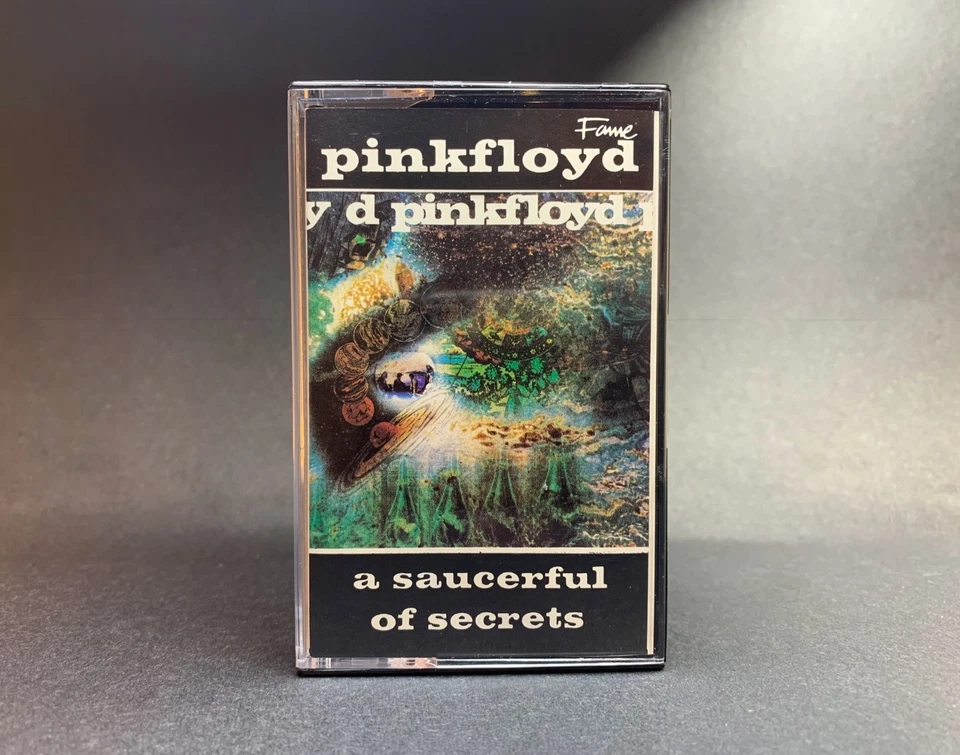 Fame
pinkfloyd
y d pinkfloyd
a saucerful
of secrets